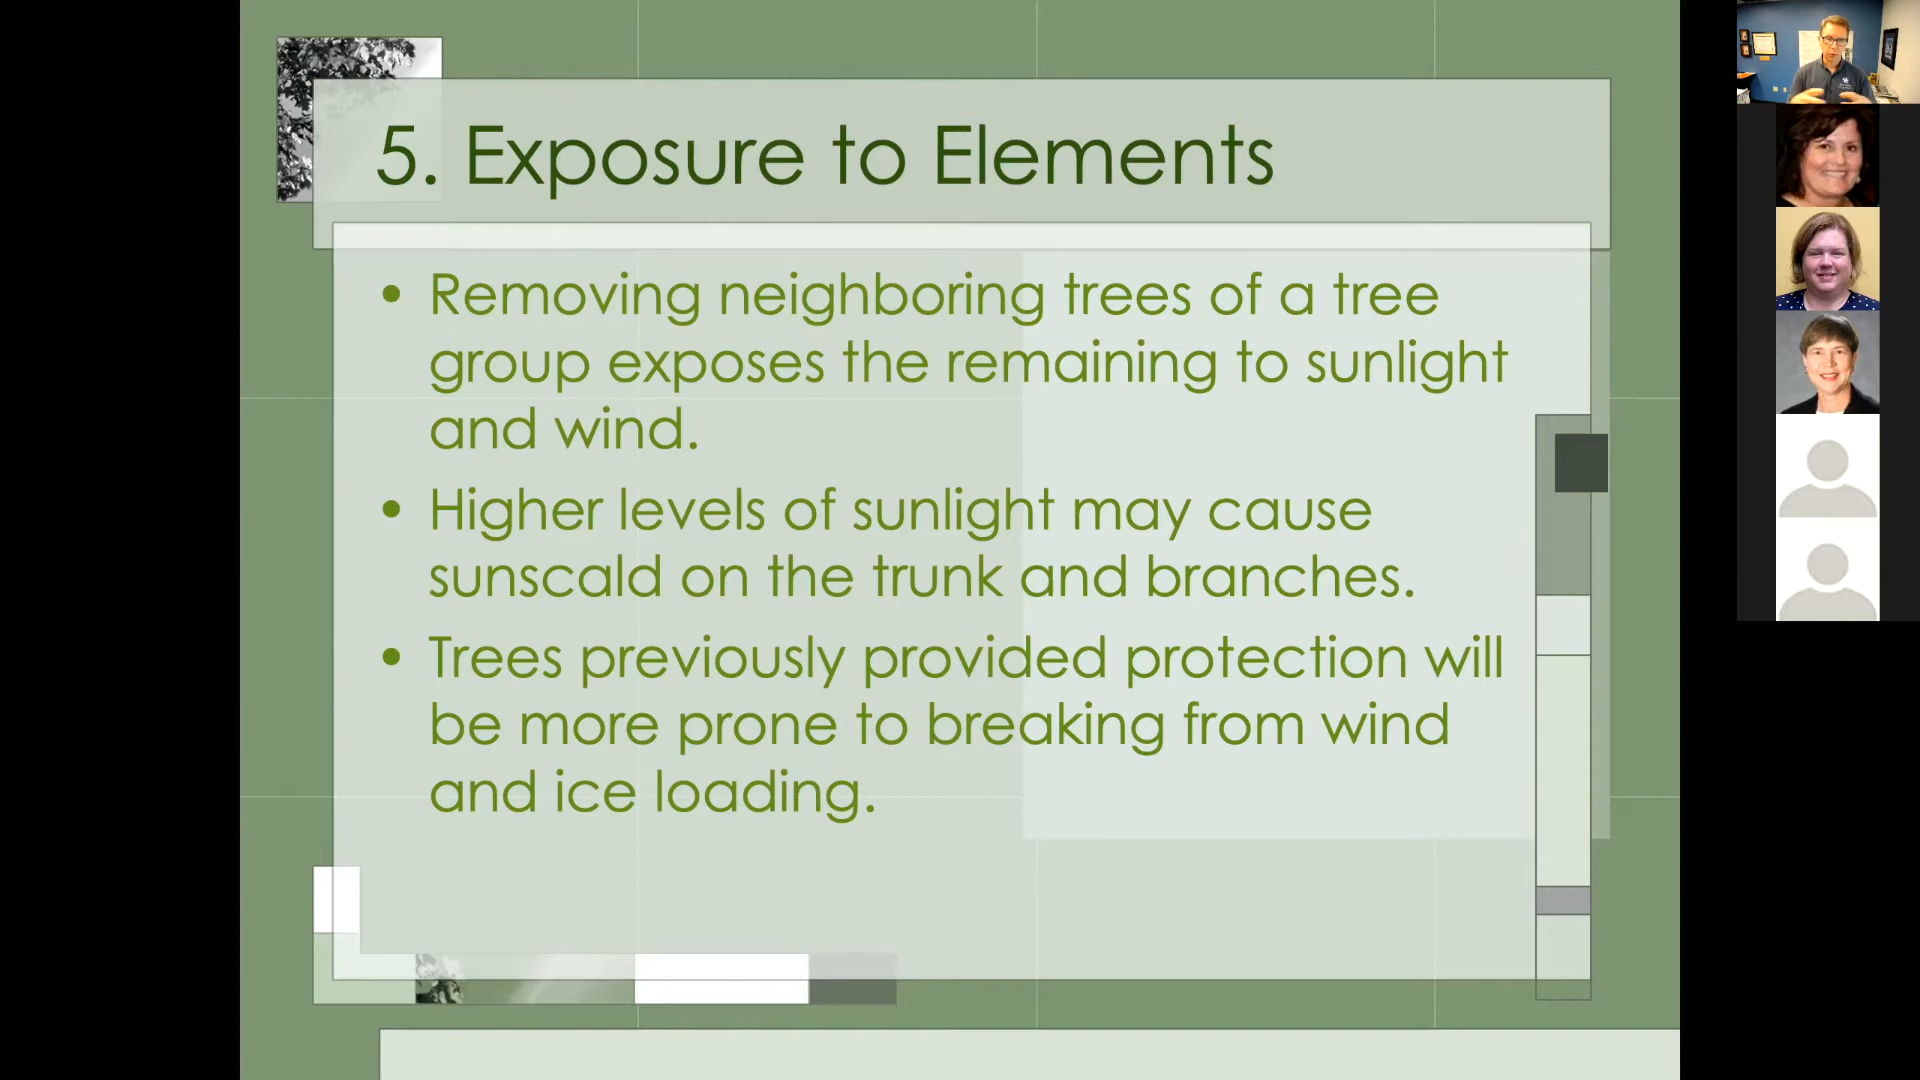 5. Exposure to Elements
• Removing neighboring trees of a tree
group exposes the remaining to sunlight
and wind.
• Higher levels of sunlight may cause
sunscald on the trunk and branches.
• Trees previously provided protection will
be more prone to breaking from wind
and ice loading.